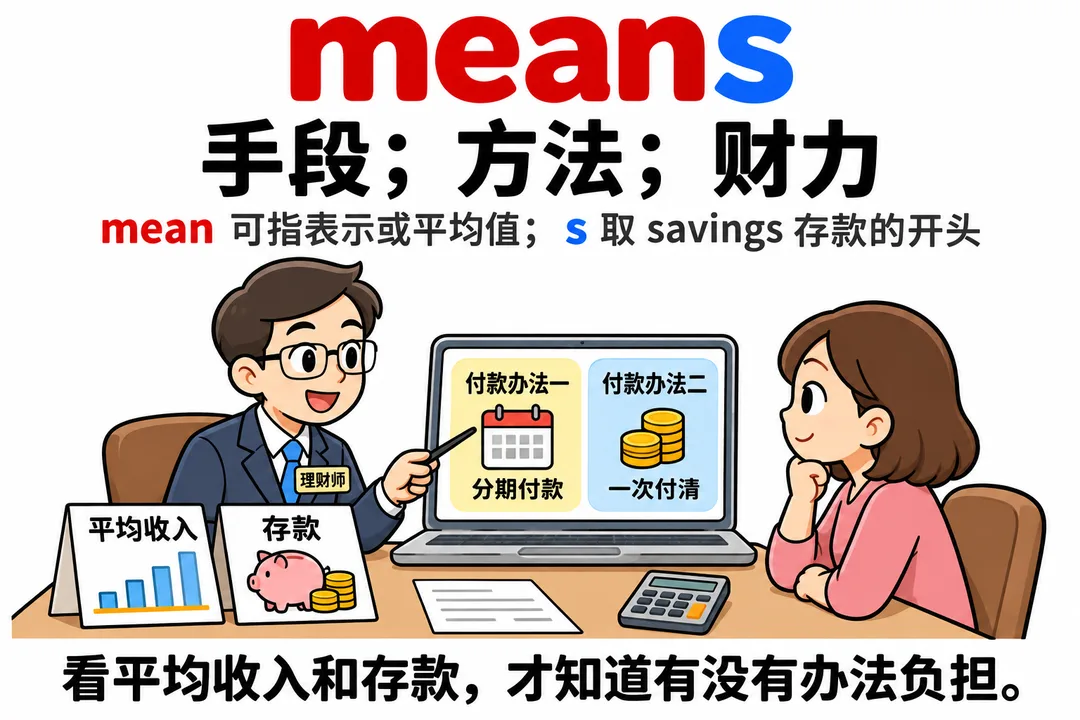 means
手段；方法；财力
mean 可指表示或平均值；s 取 savings 存款的开头
付款办法一
分期付款
付款办法二
一次付清
理财师
平均收入
存款
看平均收入和存款，才知道有没有办法负担。